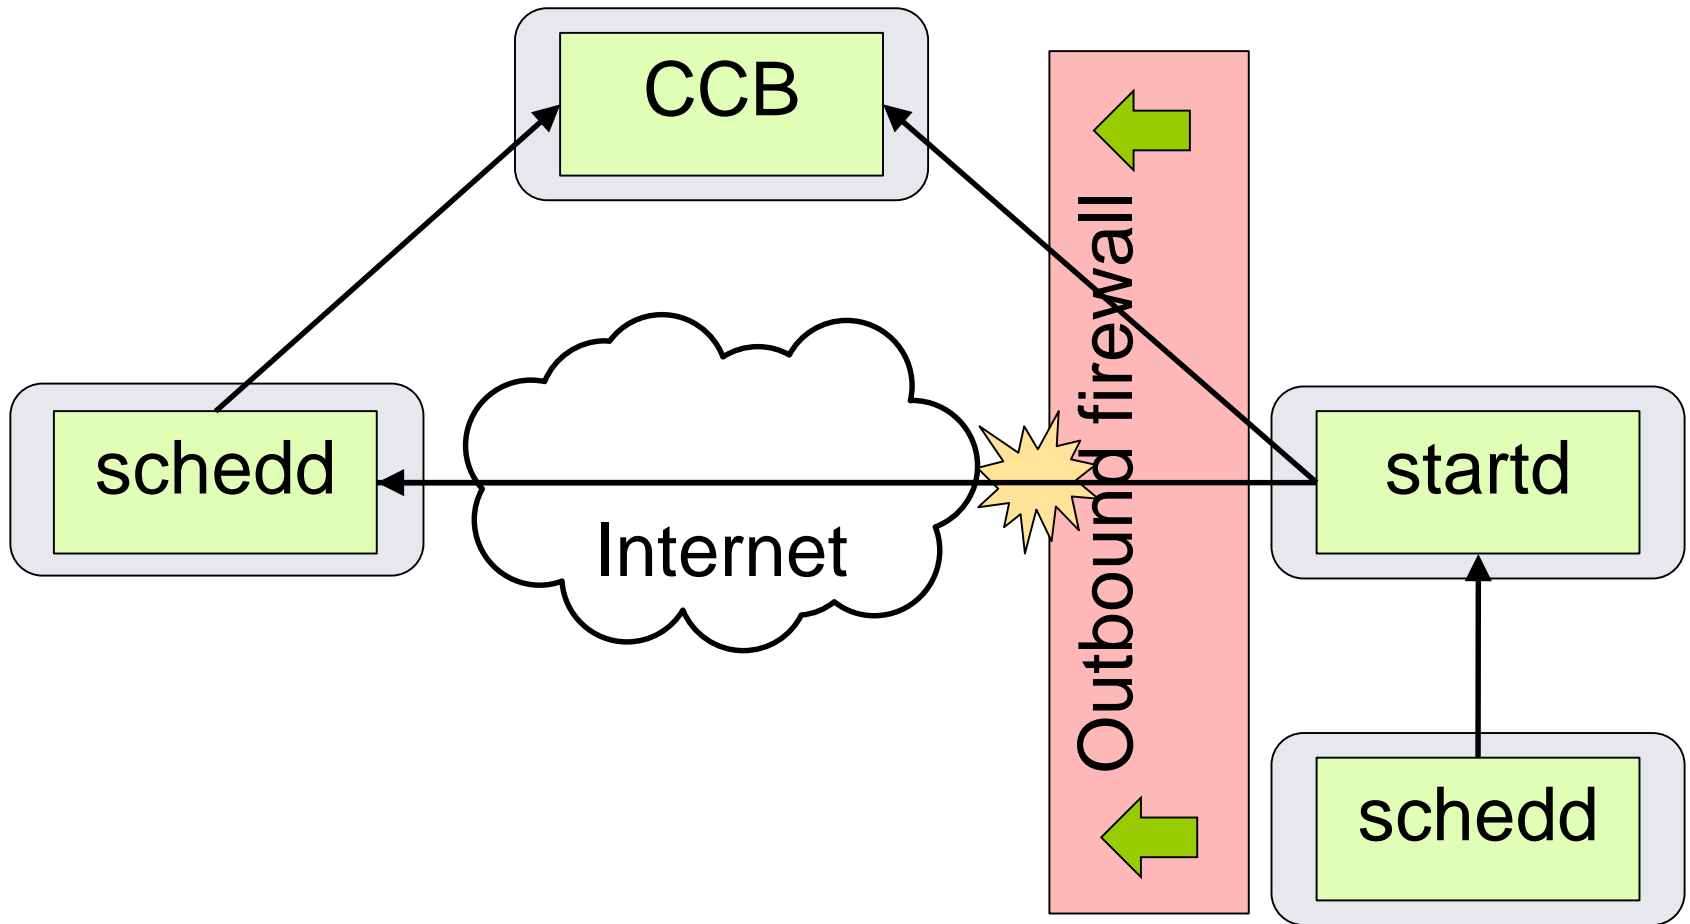 CCB
Outbound firewall
schedd
startd
Internet
schedd